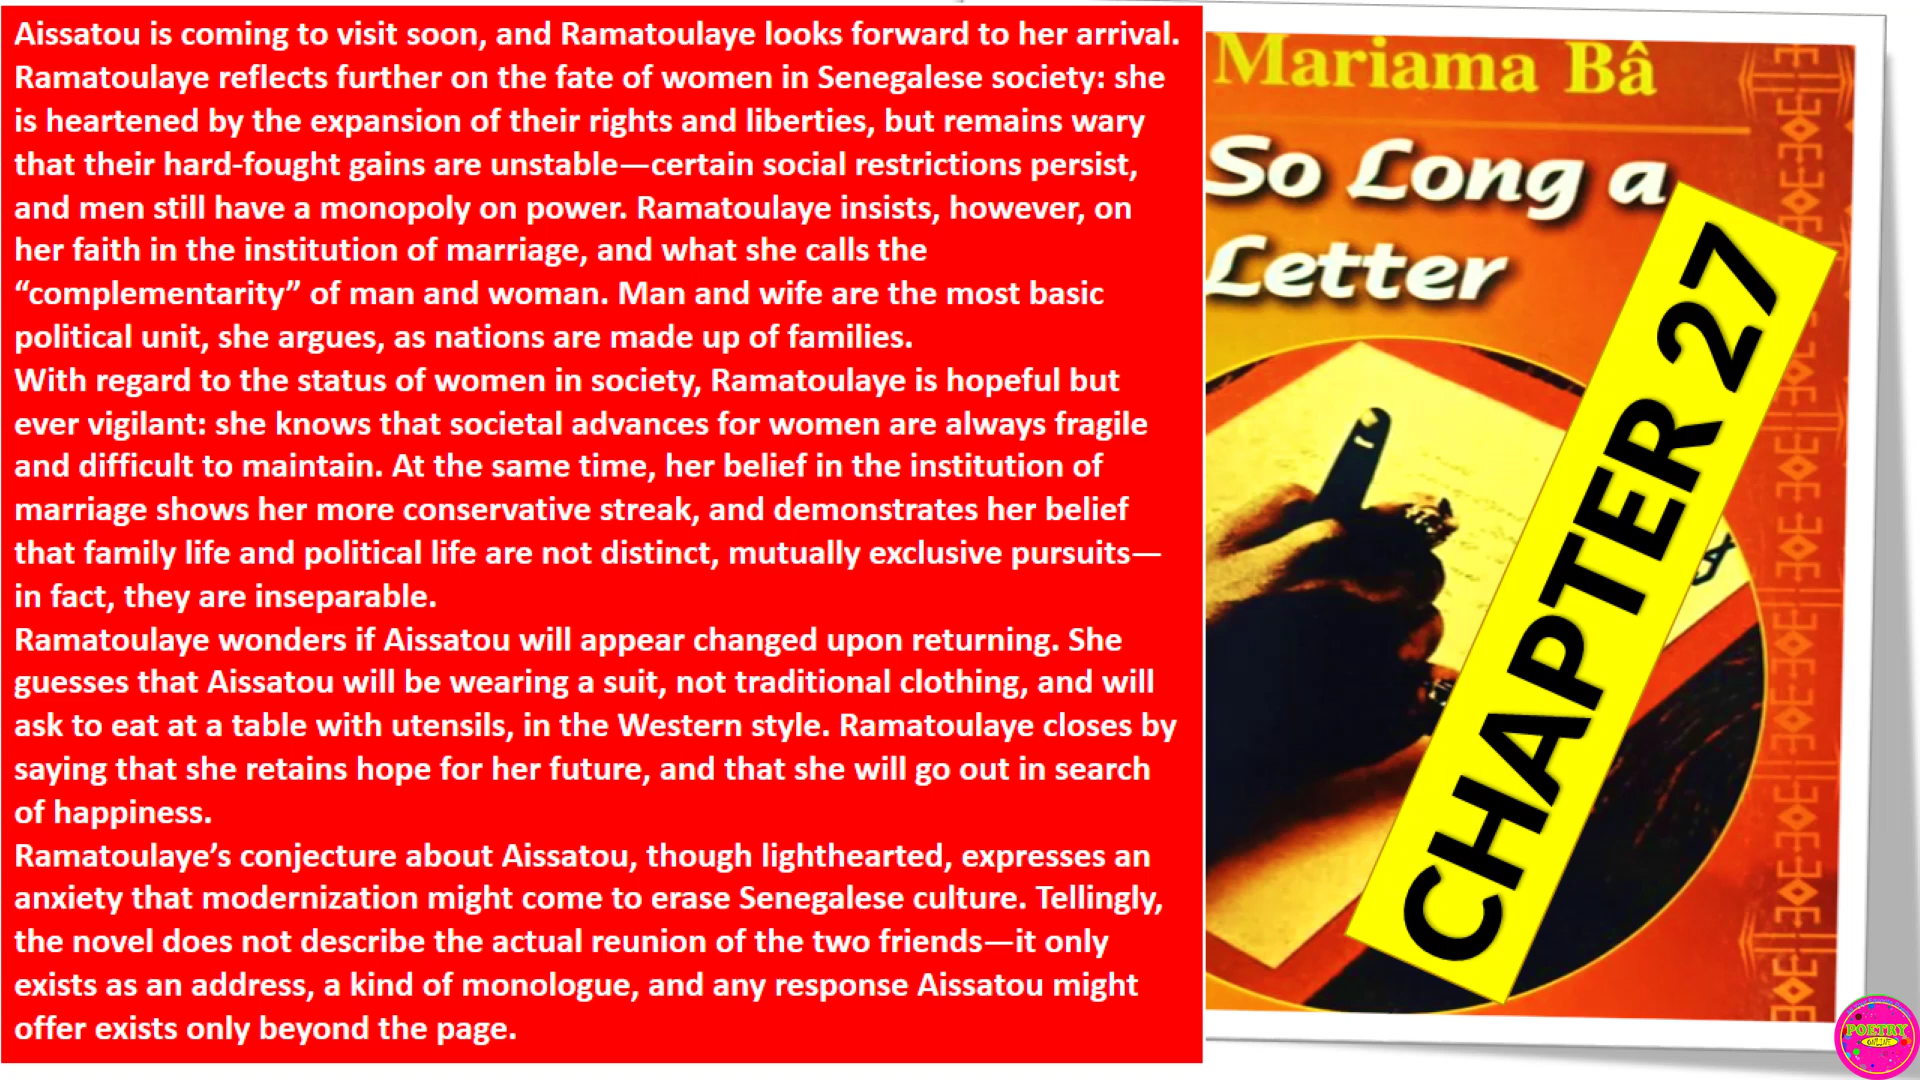 Aissatou is coming to visit soon, and Ramatoulaye looks forward to her arrival.
Ramatoulaye reflects further on the fate of women in Senegalese society: she
is heartened by the expansion of their rights and liberties, but remains wary
that their hard-fought gains are unstable—certain social restrictions persist,
and men still have a monopoly on power. Ramatoulaye insists, however, on
her faith in the institution of marriage, and what she calls the
“complementarity” of man and woman. Man and wife are the most basic
political unit, she argues, as nations are made up of families.
With regard to the status of women in society, Ramatoulaye is hopeful but
ever vigilant: she knows that societal advances for women are always fragile
and difficult to maintain. At the same time, her belief in the institution of
marriage shows her more conservative streak, and demonstrates her belief
that family life and political life are not distinct, mutually exclusive pursuits—
in fact, they are inseparable.
Ramatoulaye wonders if Aissatou will appear changed upon returning. She
guesses that Aissatou will be wearing a suit, not traditional clothing, and will
ask to eat at a table with utensils, in the Western style. Ramatoulaye closes by
saying that she retains hope for her future, and that she will go out in search
of happiness.
Ramatoulaye’s conjecture about Aissatou, though lighthearted, expresses an
anxiety that modernization might come to erase Senegalese culture. Tellingly,
the novel does not describe the actual reunion of the two friends—it only
exists as an address, a kind of monologue, and any response Aissatou might
offer exists only beyond the page.
Mariama Bâ
So Long a
Letter
CHAPTER 27
POETRY
ONLINE